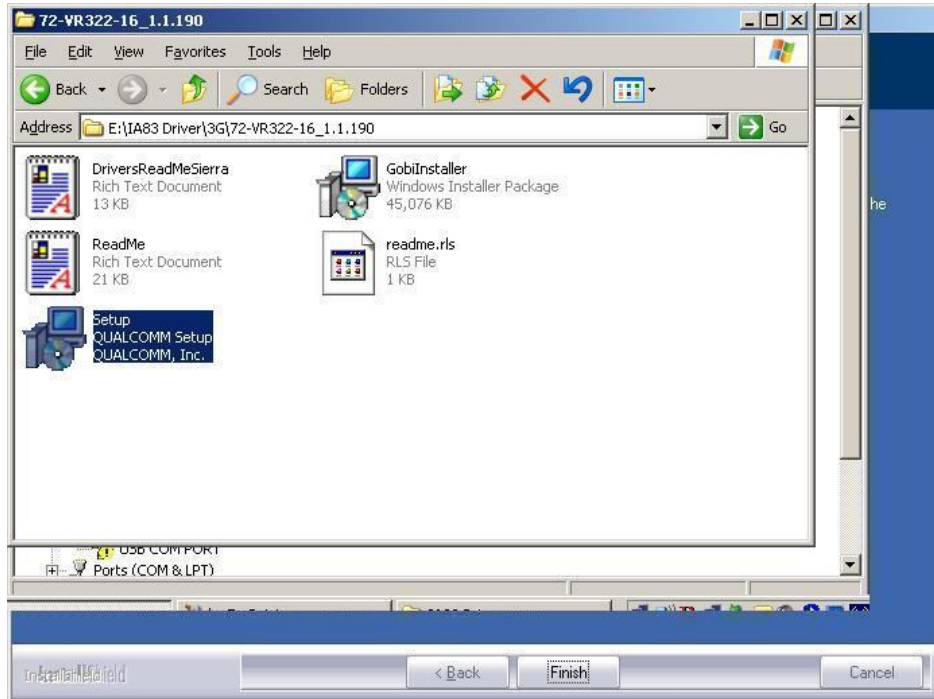 72-VR322-16_1.1.190
File Edit View Favorites Tools Help
Back Search Folders
Address E:\IA83 Driver\3G\72-VR322-16_1.1.190 Go
DriversReadMeSierra
Rich Text Document
13 KB
GobiInstaller
Windows Installer Package
45,076 KB
he
ReadMe
Rich Text Document
21 KB
readme.rls
RLS File
1 KB
Setup
QUALCOMM Setup
QUALCOMM, Inc.
USB COM PORT
Ports (COM & LPT)
< Back Finish Cancel